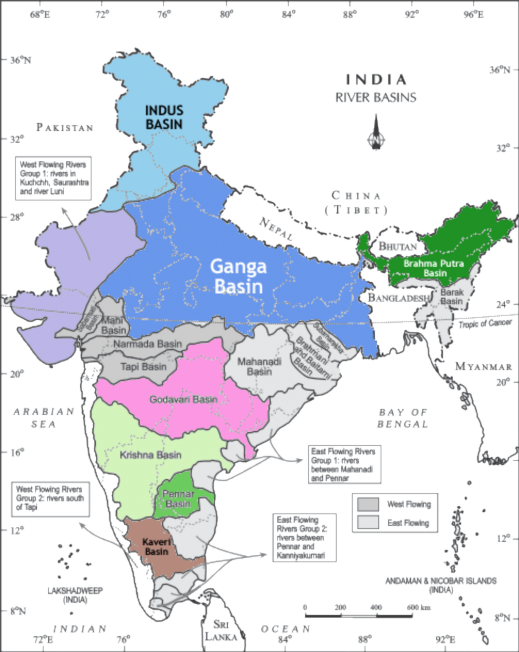 68°E
72°
76°
80°
84°
88°
92°
96°E
36°N
36°N
INDIA
RIVER BASINS
INDUS
BASIN
PAKISTAN
32°
32°
West Flowing Rivers
Group 1: rivers in
Kuchchh, Saurashtra
and river Luni
CHINA
(TIBET)
28°
28°
NEPAL
BHUTAN
Brahma Putra
Basin
Ganga
Basin
BANGLADESH
Barak
Basin
24°
24°
Tropic of Cancer
Sabarmati
Basin
Mahi
Basin
Narmada Basin
Subarnarekha
Basin
Brahmani
and Baitarni
Basin
Mahanadi
Basin
Tapi Basin
MYANMAR
20°
20°
Godavari Basin
ARABIAN
SEA
BAY OF
BENGAL
16°
16°
Krishna Basin
East Flowing Rivers
Group 1: rivers
between Mahanadi
and Pennar
West Flowing Rivers
Group 2: rivers south
of Tapi
Pennar
Basin
West Flowing
East Flowing
12°
12°
Kaveri
Basin
East Flowing
Rivers Group 2:
rivers between
Pennar and
Kanniyakumari
LAKSHADWEEP
(INDIA)
ANDAMAN & NICOBAR ISLANDS
(INDIA)
8°N
8°N
0 200 400 600 km
SRI
LANKA
INDIAN
OCEAN
72°E
76°
84°
88°
92°E